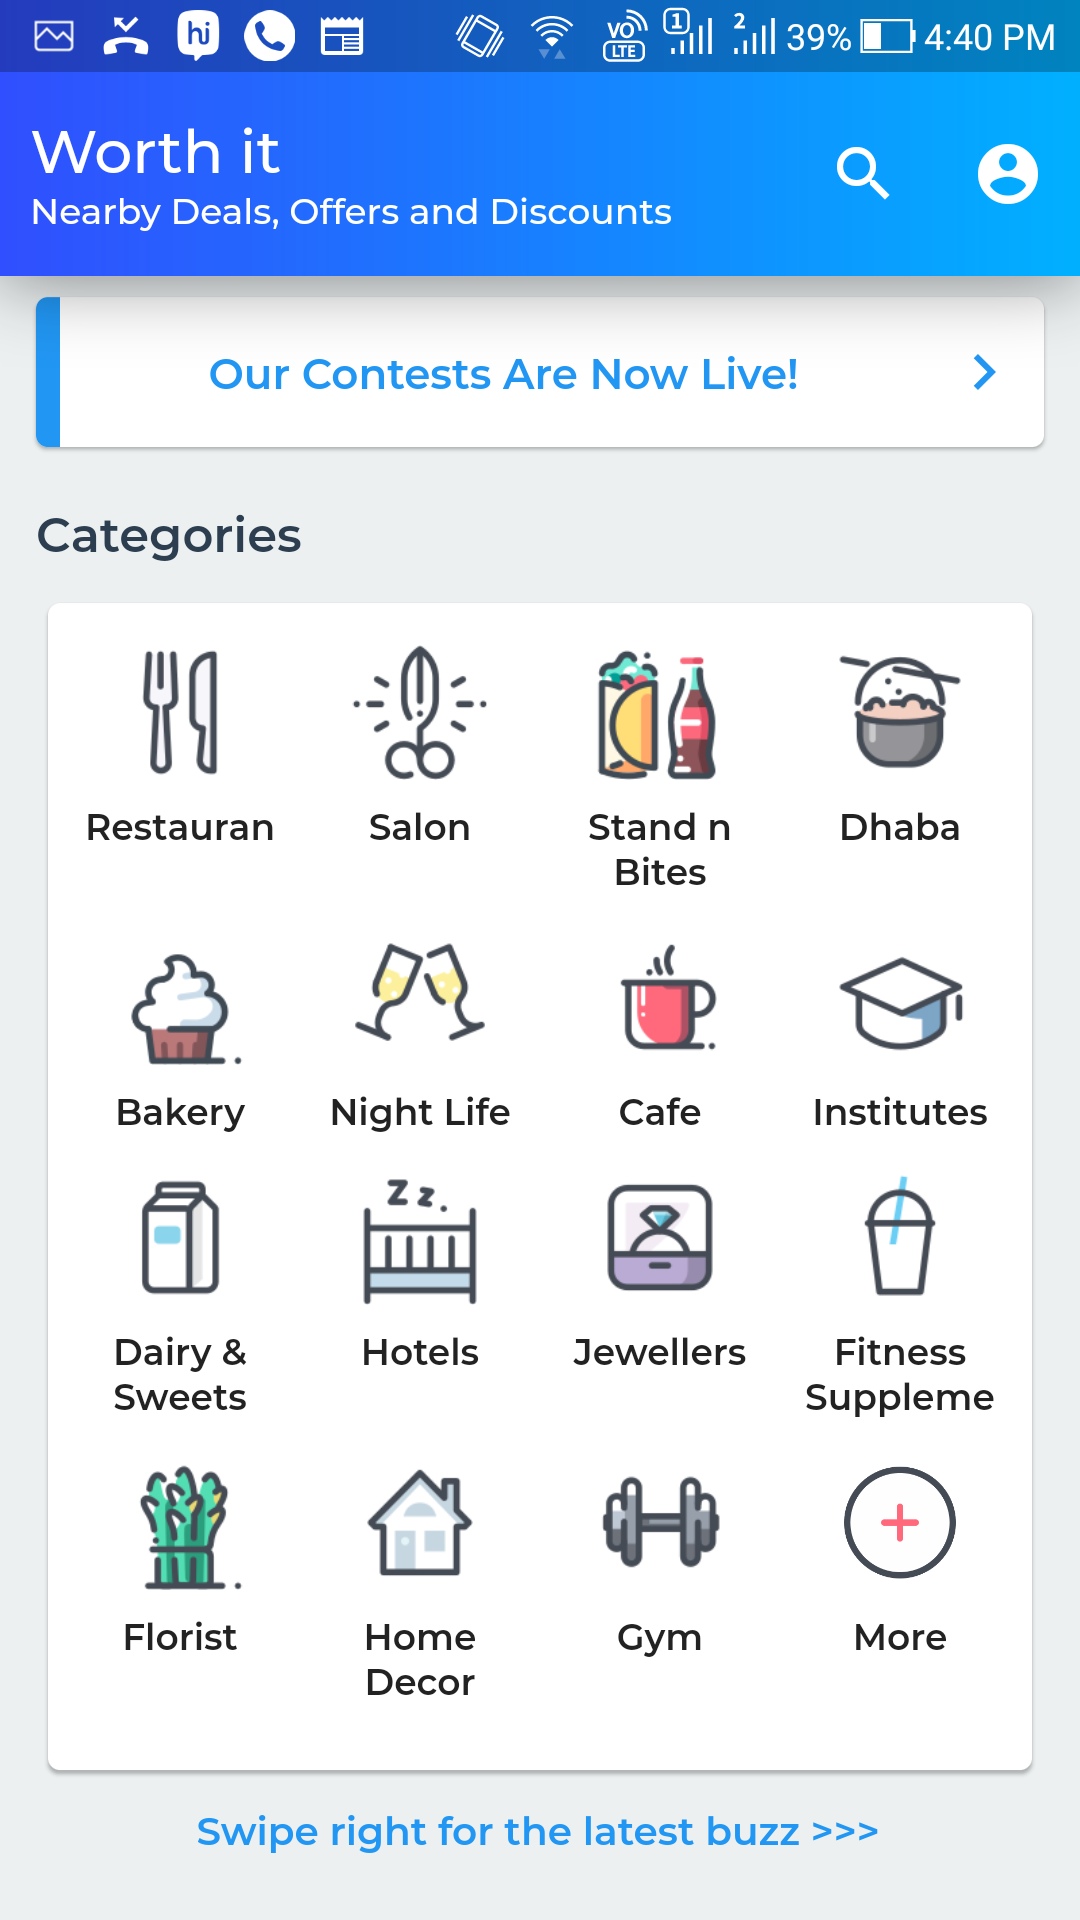 hi VO LTE 1 2 39% 4:40 PM
Worth it
Nearby Deals, Offers and Discounts
Our Contests Are Now Live!
Categories
Restauran Salon Stand n Dhaba
Bites
Bakery Night Life Cafe Institutes
Zz.
Dairy & Hotels Jewellers Fitness
Sweets Suppleme
Florist Home Gym More
Decor
Swipe right for the latest buzz >>>